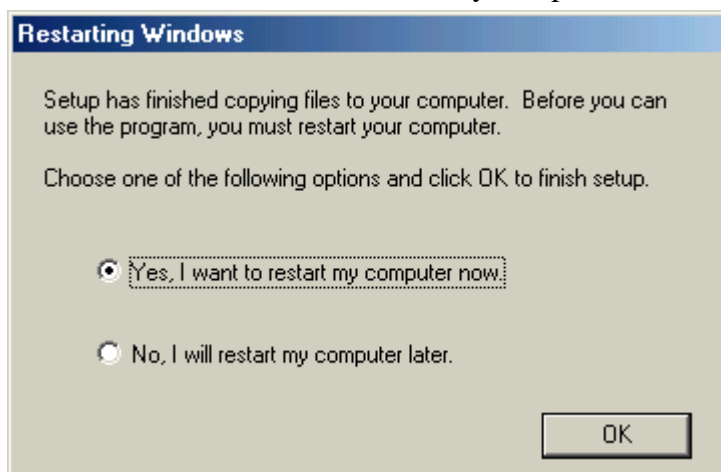 Restarting Windows
Setup has finished copying files to your computer. Before you can
use the program, you must restart your computer.
Choose one of the following options and click OK to finish setup.
Yes, I want to restart my computer now.
No, I will restart my computer later.
OK